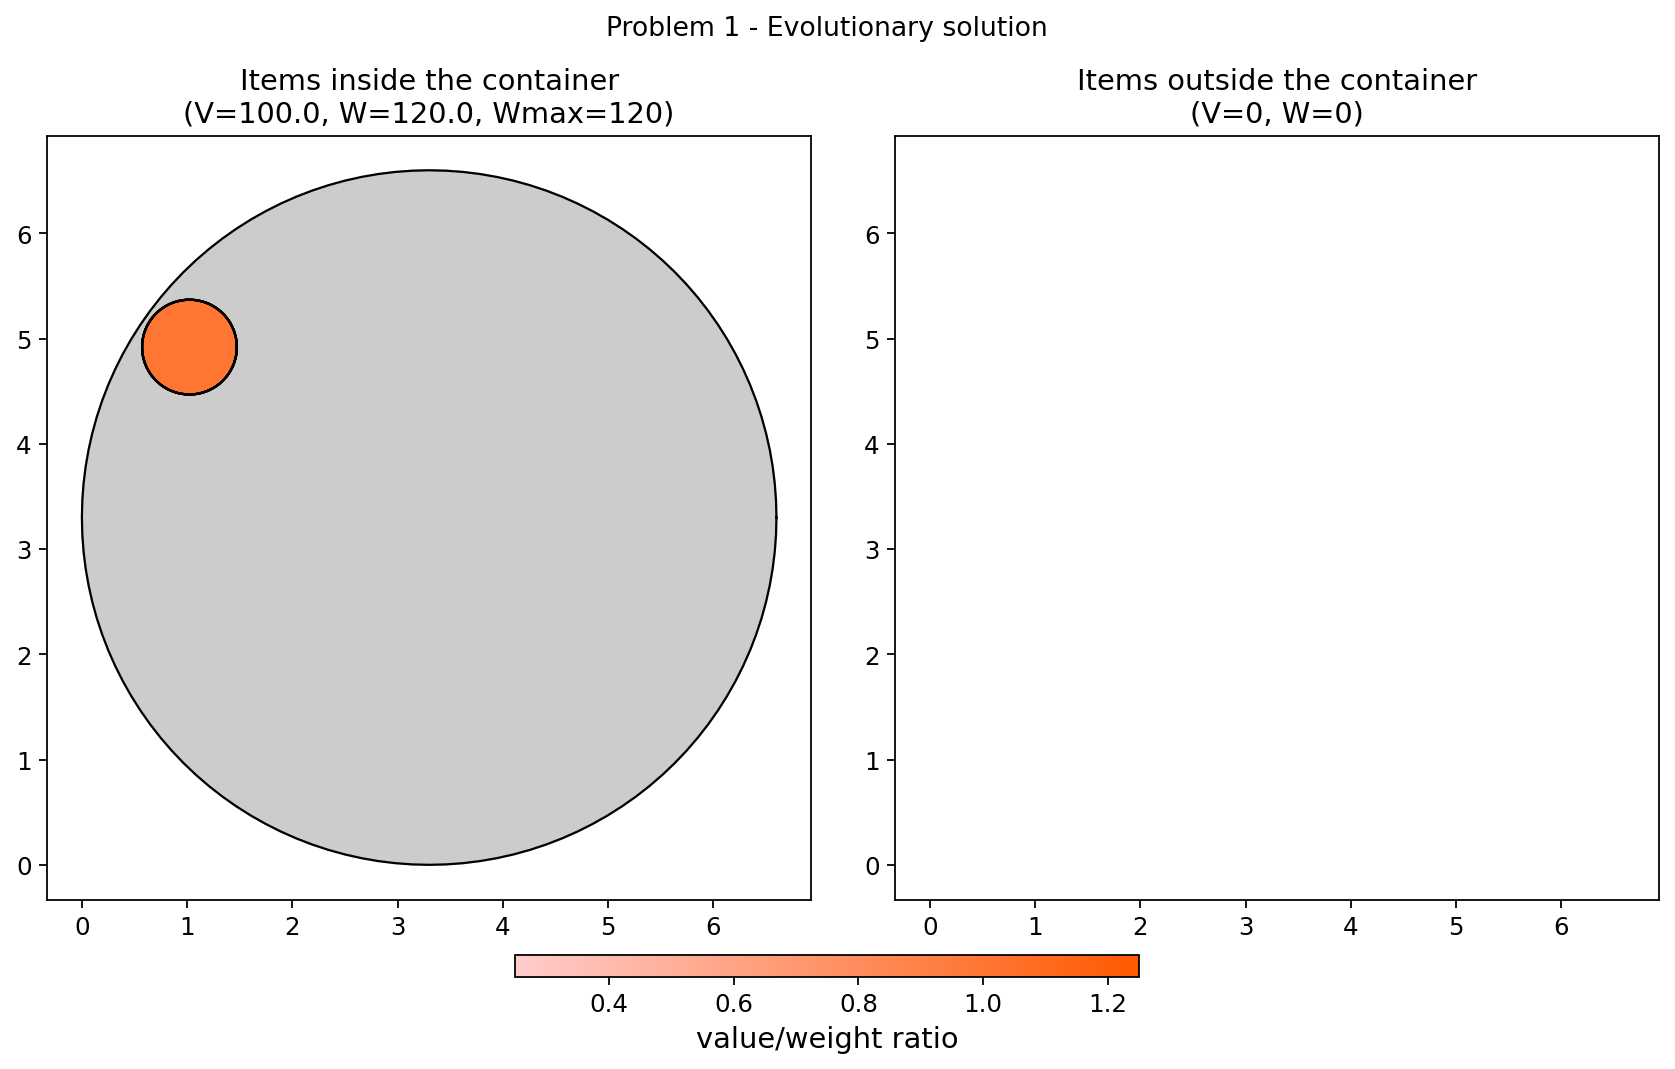 Problem 1 - Evolutionary solution
Items inside the container
(V=100.0, W=120.0, Wmax=120)
6
5
4
3
2
1
0
0 1 2 3 4 5 6
Items outside the container
(V=0, W=0)
6
5
4
3
2
1
0
0 1 2 3 4 5 6
0.4 0.6 0.8 1.0 1.2
value/weight ratio